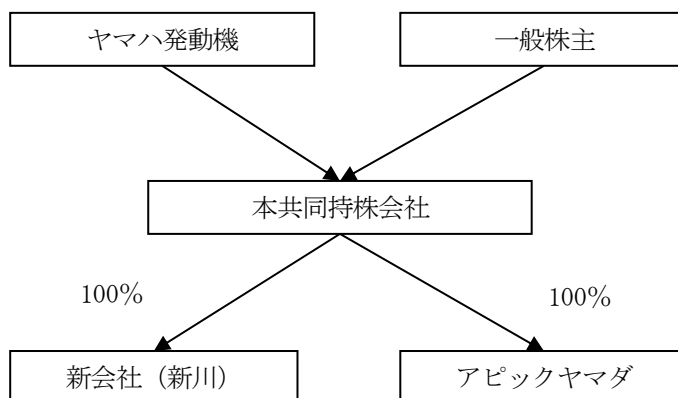 ヤマハ発動機
一般株主
本共同持株会社
100%
100%
新会社（新川）
アピックヤマダ